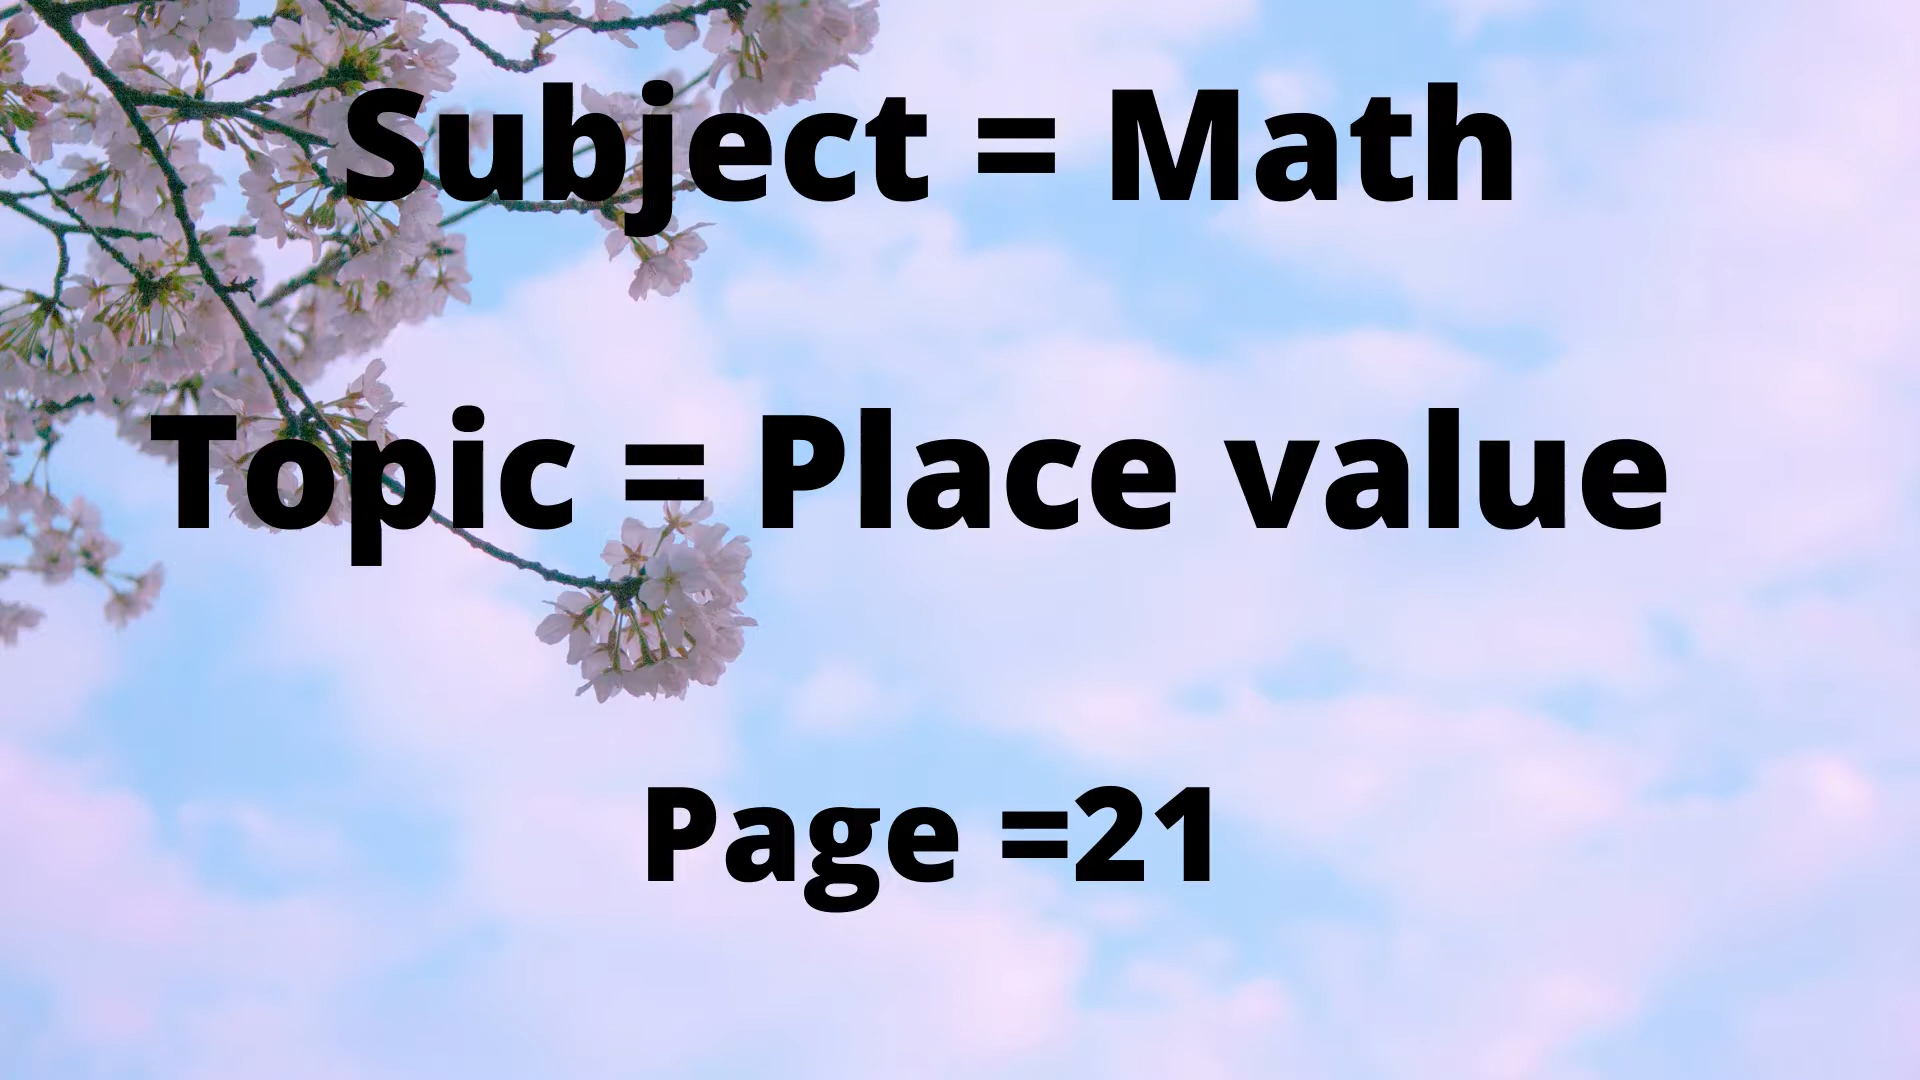 Subject = Math
Topic = Place value
Page =21